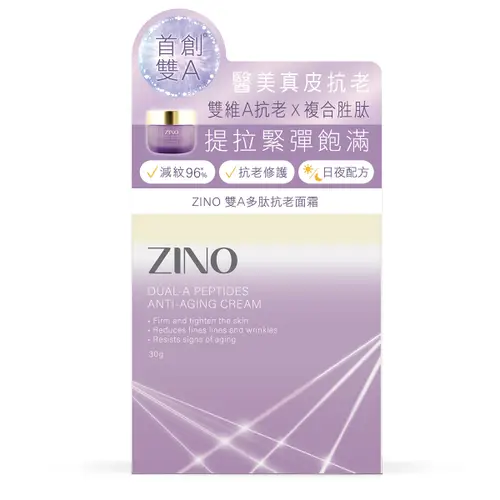 首創
雙A
醫美真皮抗老
雙維A抗老 x 複合胜肽
提拉緊彈飽滿
ZINO
減紋96%
抗老修護
日夜配方
ZINO 雙A多肽抗老面霜
ZINO
DUAL-A PEPTIDES
ANTI-AGING CREAM
• Firm and tighten the skin
• Reduces fines lines and wrinkles
• Resists signs of aging
30g